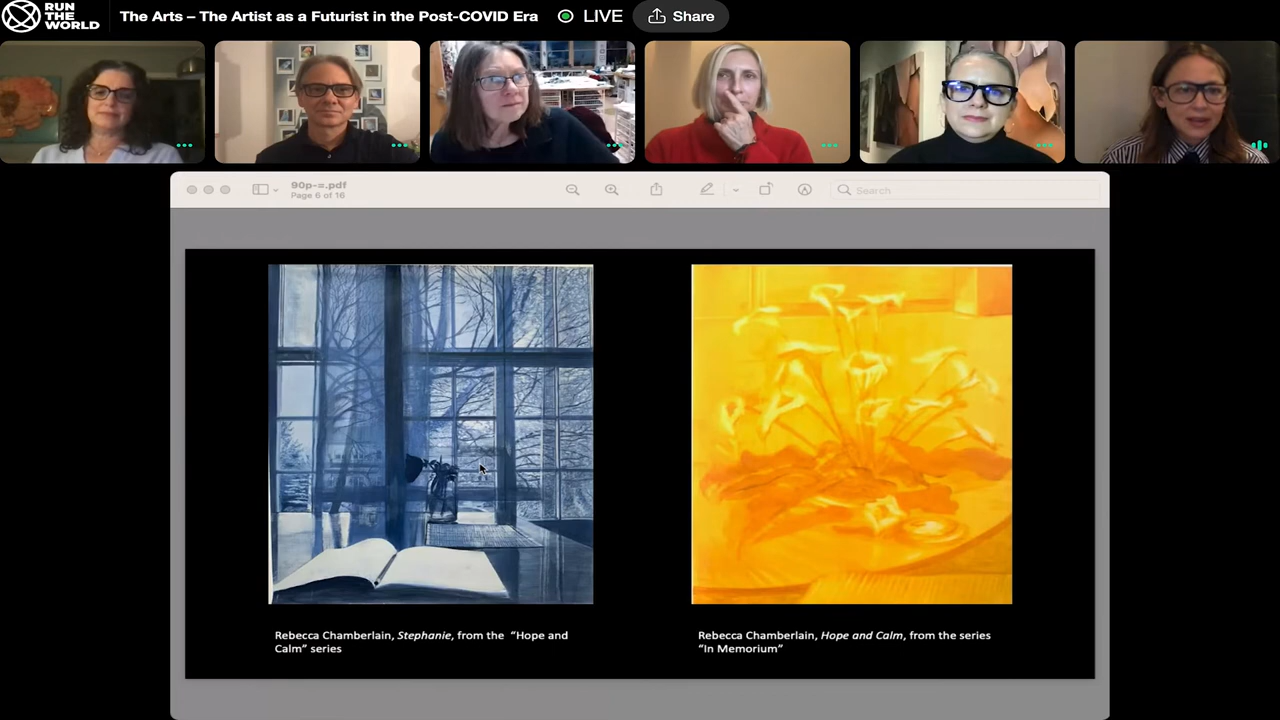 RUN
THE
WORLD
The Arts – The Artist as a Futurist in the Post-COVID Era
LIVE
Share
90p-=.pdf
Page 6 of 16
Search
Rebecca Chamberlain, Stephanie, from the "Hope and
Calm" series
Rebecca Chamberlain, Hope and Calm, from the series
"In Memorium"